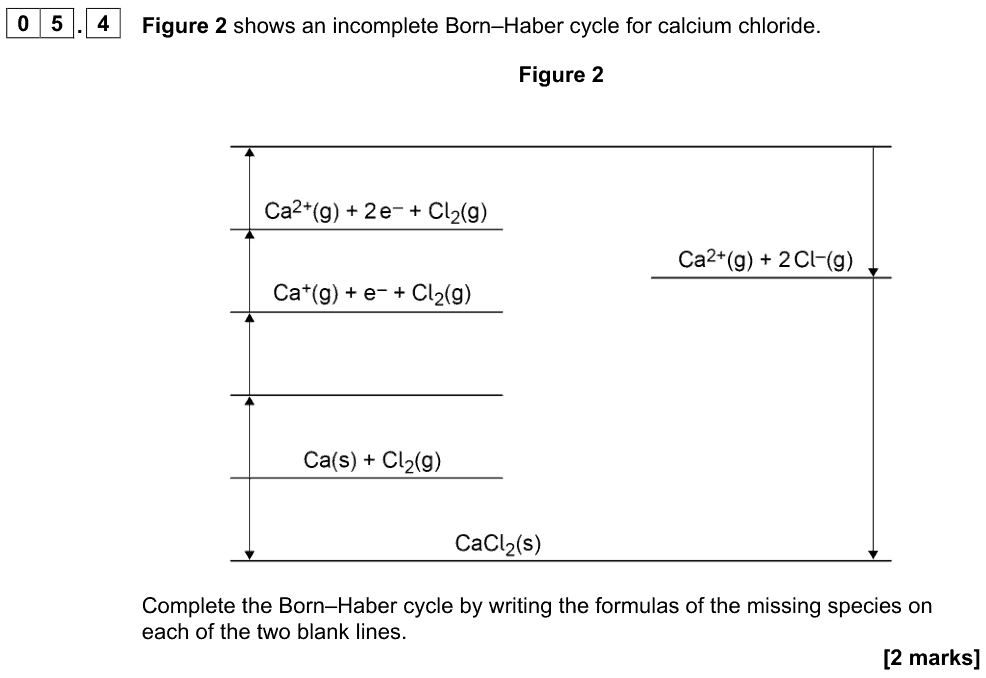 0 5 . 4 Figure 2 shows an incomplete Born–Haber cycle for calcium chloride.
Figure 2
Ca²⁺(g) + 2e⁻ + Cl₂(g)
Ca²⁺(g) + 2Cl⁻(g)
Ca⁺(g) + e⁻ + Cl₂(g)
Ca(s) + Cl₂(g)
CaCl₂(s)
Complete the Born–Haber cycle by writing the formulas of the missing species on
each of the two blank lines.
[2 marks]